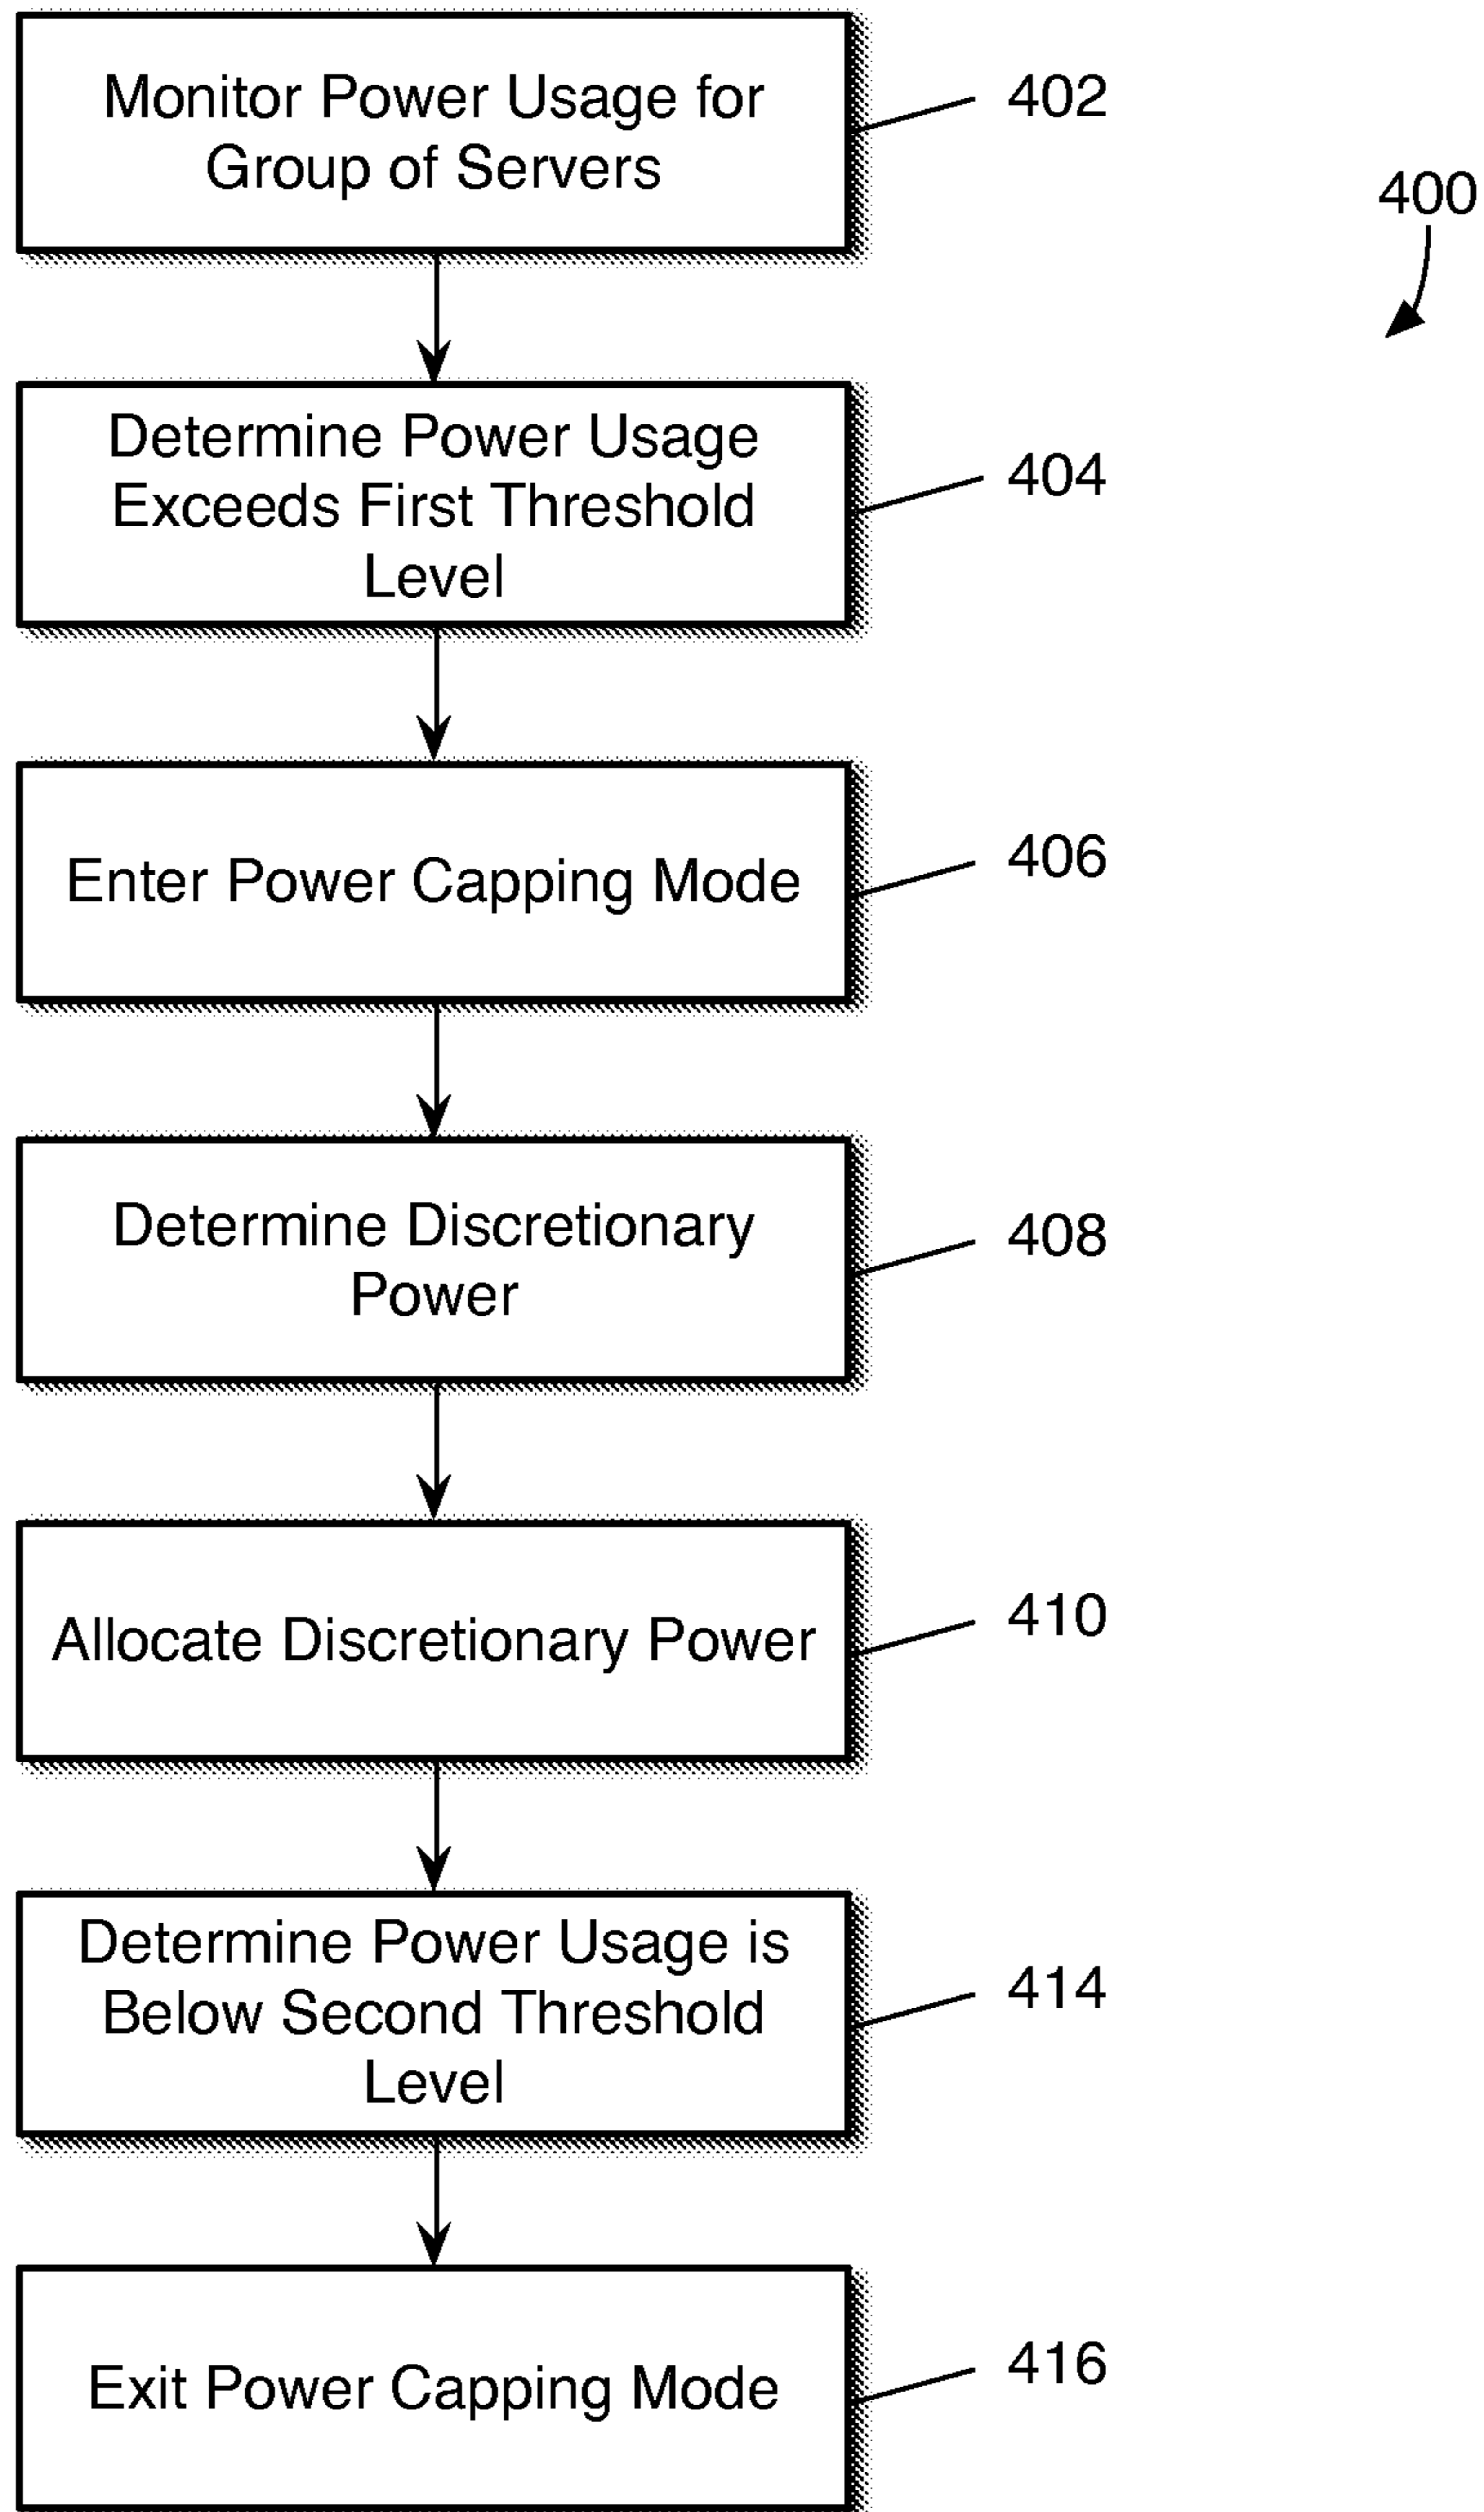 Monitor Power Usage for
Group of Servers
402
400
Determine Power Usage
Exceeds First Threshold
Level
404
Enter Power Capping Mode
406
Determine Discretionary
Power
408
Allocate Discretionary Power
410
Determine Power Usage is
Below Second Threshold
Level
414
Exit Power Capping Mode
416